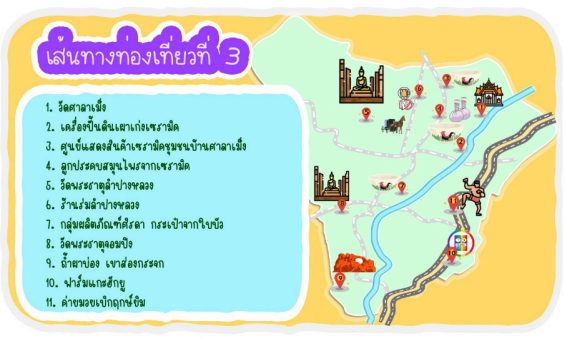 เส้นทางท่องเที่ยวที่ 3
1. วัดศาลาเม็ง
2. เครื่องปั้นดินเผาเก่งเซรามิค
3. ศูนย์แสดงสินค้าเซรามิคชุมชนบ้านศาลาเม็ง
4. ลูกประคบสมุนไพรจากเซรามิค
5. วัดพระธาตุลำปางหลวง
6. ร้านร่มลำปางหลวง
7. กลุ่มผลิตภัณฑ์ศิรดา กระเป๋าจากใบบัว
8. วัดพระธาตุจอมปิง
9. ถ้ำผาบ่อง เขาส่องกระจก
10. ฟาร์มแกะฮักยู
11. ค่ายมวยเบิกฤกษ์ยิม